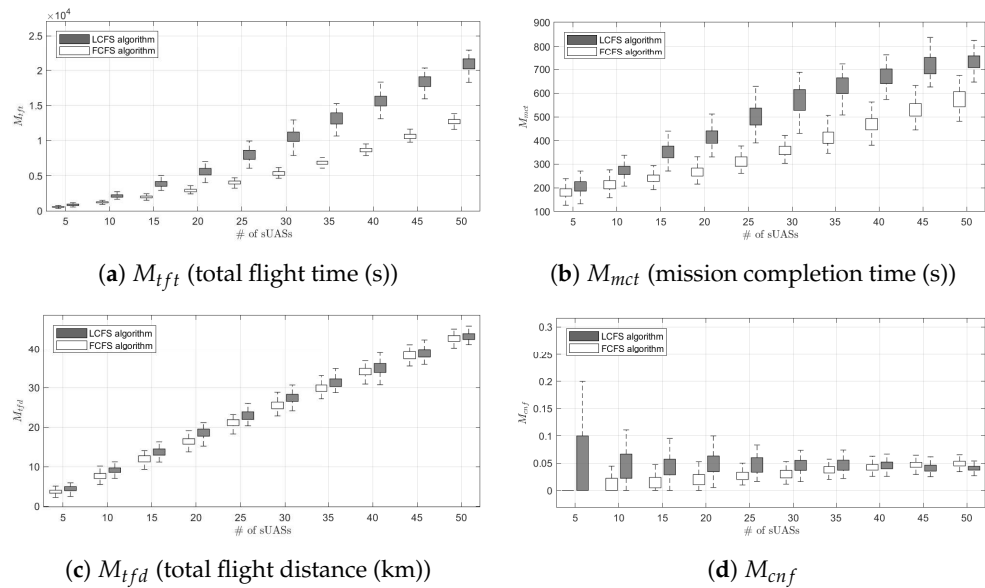 ×10⁴
2.5
2
1.5
1
0.5
0
M_tft
LCFS algorithm
FCFS algorithm
5 10 15 20 25 30 35 40 45 50
# of sUASs
(a) M_tft (total flight time (s))
900
800
700
600
500
400
300
200
100
M_mct
LCFS algorithm
FCFS algorithm
5 10 15 20 25 30 35 40 45 50
# of sUASs
(b) M_mct (mission completion time (s))
40
30
20
10
0
M_tfd
LCFS algorithm
FCFS algorithm
5 10 15 20 25 30 35 40 45 50
# of sUASs
(c) M_tfd (total flight distance (km))
0.3
0.25
0.2
0.15
0.1
0.05
0
M_cnf
LCFS algorithm
FCFS algorithm
5 10 15 20 25 30 35 40 45 50
# of sUASs
(d) M_cnf